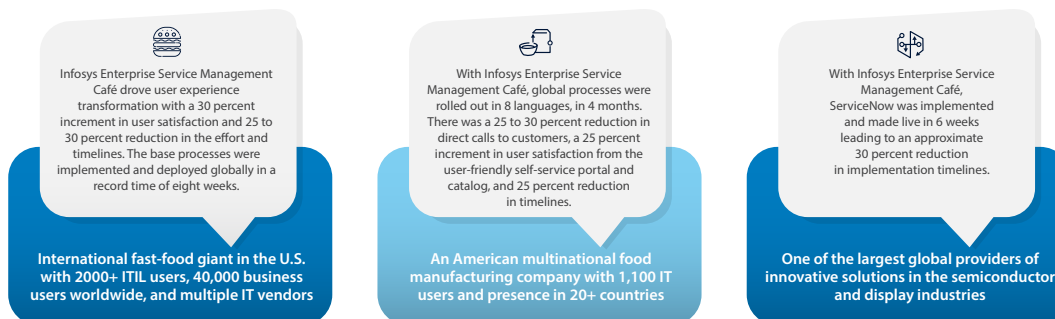 Infosys Enterprise Service Management
Café drove user experience
transformation with a 30 percent
increment in user satisfaction and 25 to
30 percent reduction in the effort and
timelines. The base processes were
implemented and deployed globally in a
record time of eight weeks.
International fast-food giant in the U.S.
with 2000+ ITIL users, 40,000 business
users worldwide, and multiple IT vendors
With Infosys Enterprise Service
Management Café, global processes were
rolled out in 8 languages, in 4 months.
There was a 25 to 30 percent reduction in
direct calls to customers, a 25 percent
increment in user satisfaction from the
user-friendly self-service portal and
catalog, and 25 percent reduction
in timelines.
An American multinational food
manufacturing company with 1,100 IT
users and presence in 20+ countries
With Infosys Enterprise Service
Management Café,
ServiceNow was implemented
and made live in 6 weeks
leading to an approximate
30 percent reduction
in implementation timelines.
One of the largest global providers of
innovative solutions in the semiconductor
and display industries